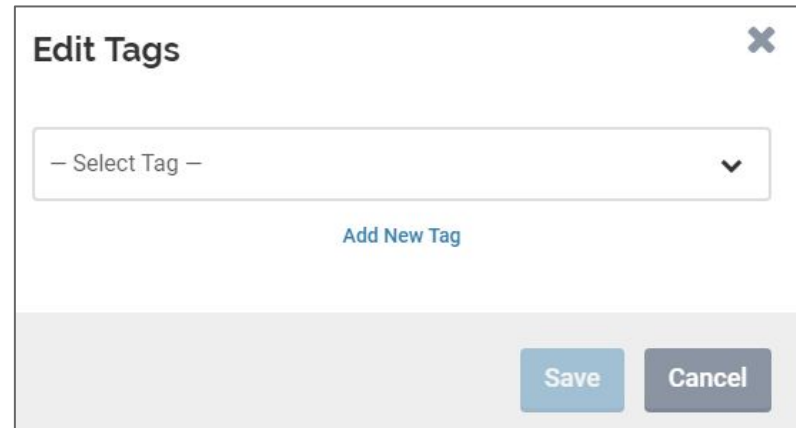 Edit Tags
— Select Tag —
Add New Tag
Save Cancel